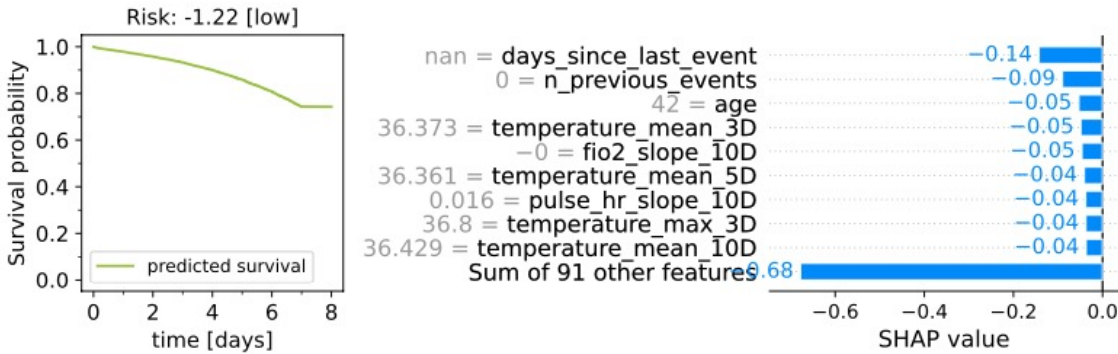 Risk: -1.22 [low]
Survival probability
1.0
0.8
0.6
0.4
0.2
0.0
predicted survival
0 2 4 6 8
time [days]
nan = days_since_last_event −0.14
0 = n_previous_events −0.09
42 = age −0.05
36.373 = temperature_mean_3D −0.05
−0 = fio2_slope_10D −0.05
36.361 = temperature_mean_5D −0.04
0.016 = pulse_hr_slope_10D −0.04
36.8 = temperature_max_3D −0.04
36.429 = temperature_mean_10D −0.04
Sum of 91 other features −0.68
−0.6 −0.4 −0.2 0.0
SHAP value